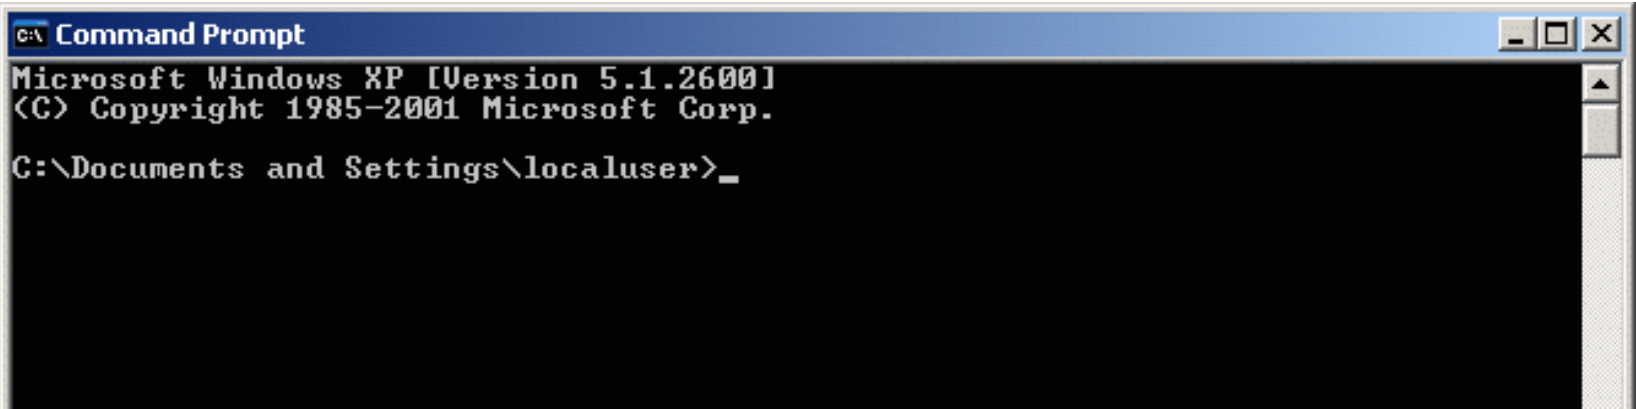 C:\ Command Prompt
Microsoft Windows XP [Version 5.1.2600]
(C) Copyright 1985-2001 Microsoft Corp.
C:\Documents and Settings\localuser>_